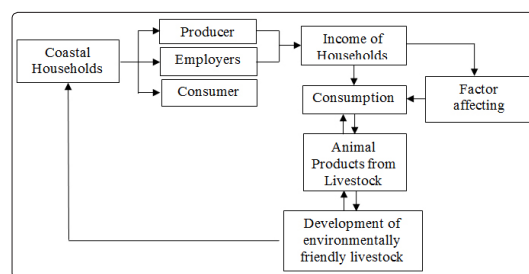 Coastal
Households
Producer
Employers
Consumer
Income of
Households
Consumption
Factor
affecting
Animal
Products from
Livestock
Development of
environmentally
friendly livestock